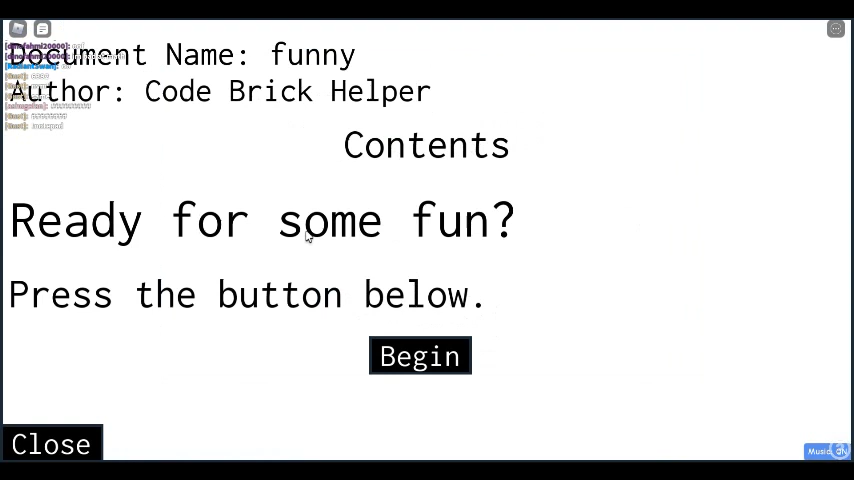 Document Name: funny
Author: Code Brick Helper
Contents
Ready for some fun?
Press the button below.
Begin
Close